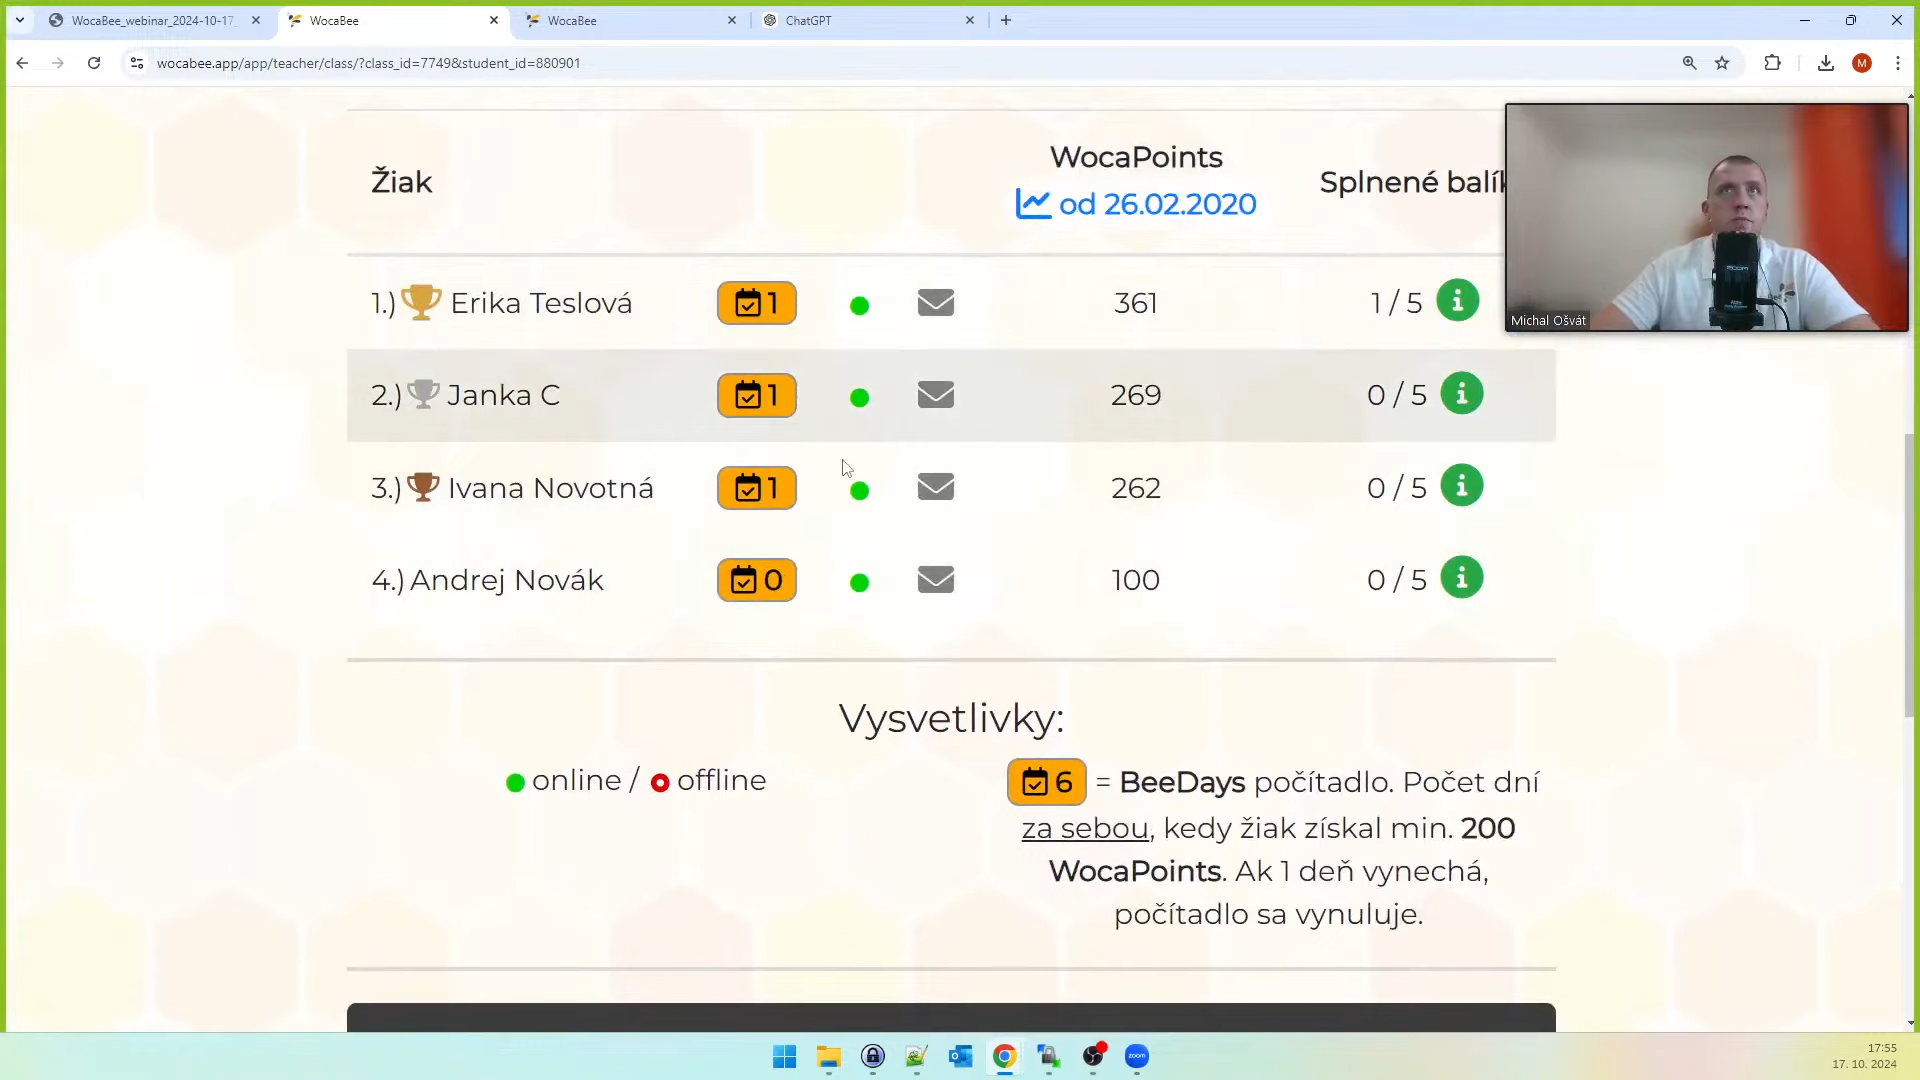 WocaBee_webinar_2024-10-17_
WocaBee
WocaBee
ChatGPT
wocabee.app/app/teacher/class/?class_id=7749&student_id=880901
M
Žiak
WocaPoints
od 26.02.2020
Splnené balík
1.) Erika Teslová 1 361 1 / 5
2.) Janka C 1 269 0 / 5
3.) Ivana Novotná 1 262 0 / 5
4.) Andrej Novák 0 100 0 / 5
Michal Ošvát
Vysvetlivky:
online / offline
6 = BeeDays počítadlo. Počet dní
za sebou, kedy žiak získal min. 200
WocaPoints. Ak 1 deň vynechá,
počítadlo sa vynuluje.
zoom
17:55
17. 10. 2024